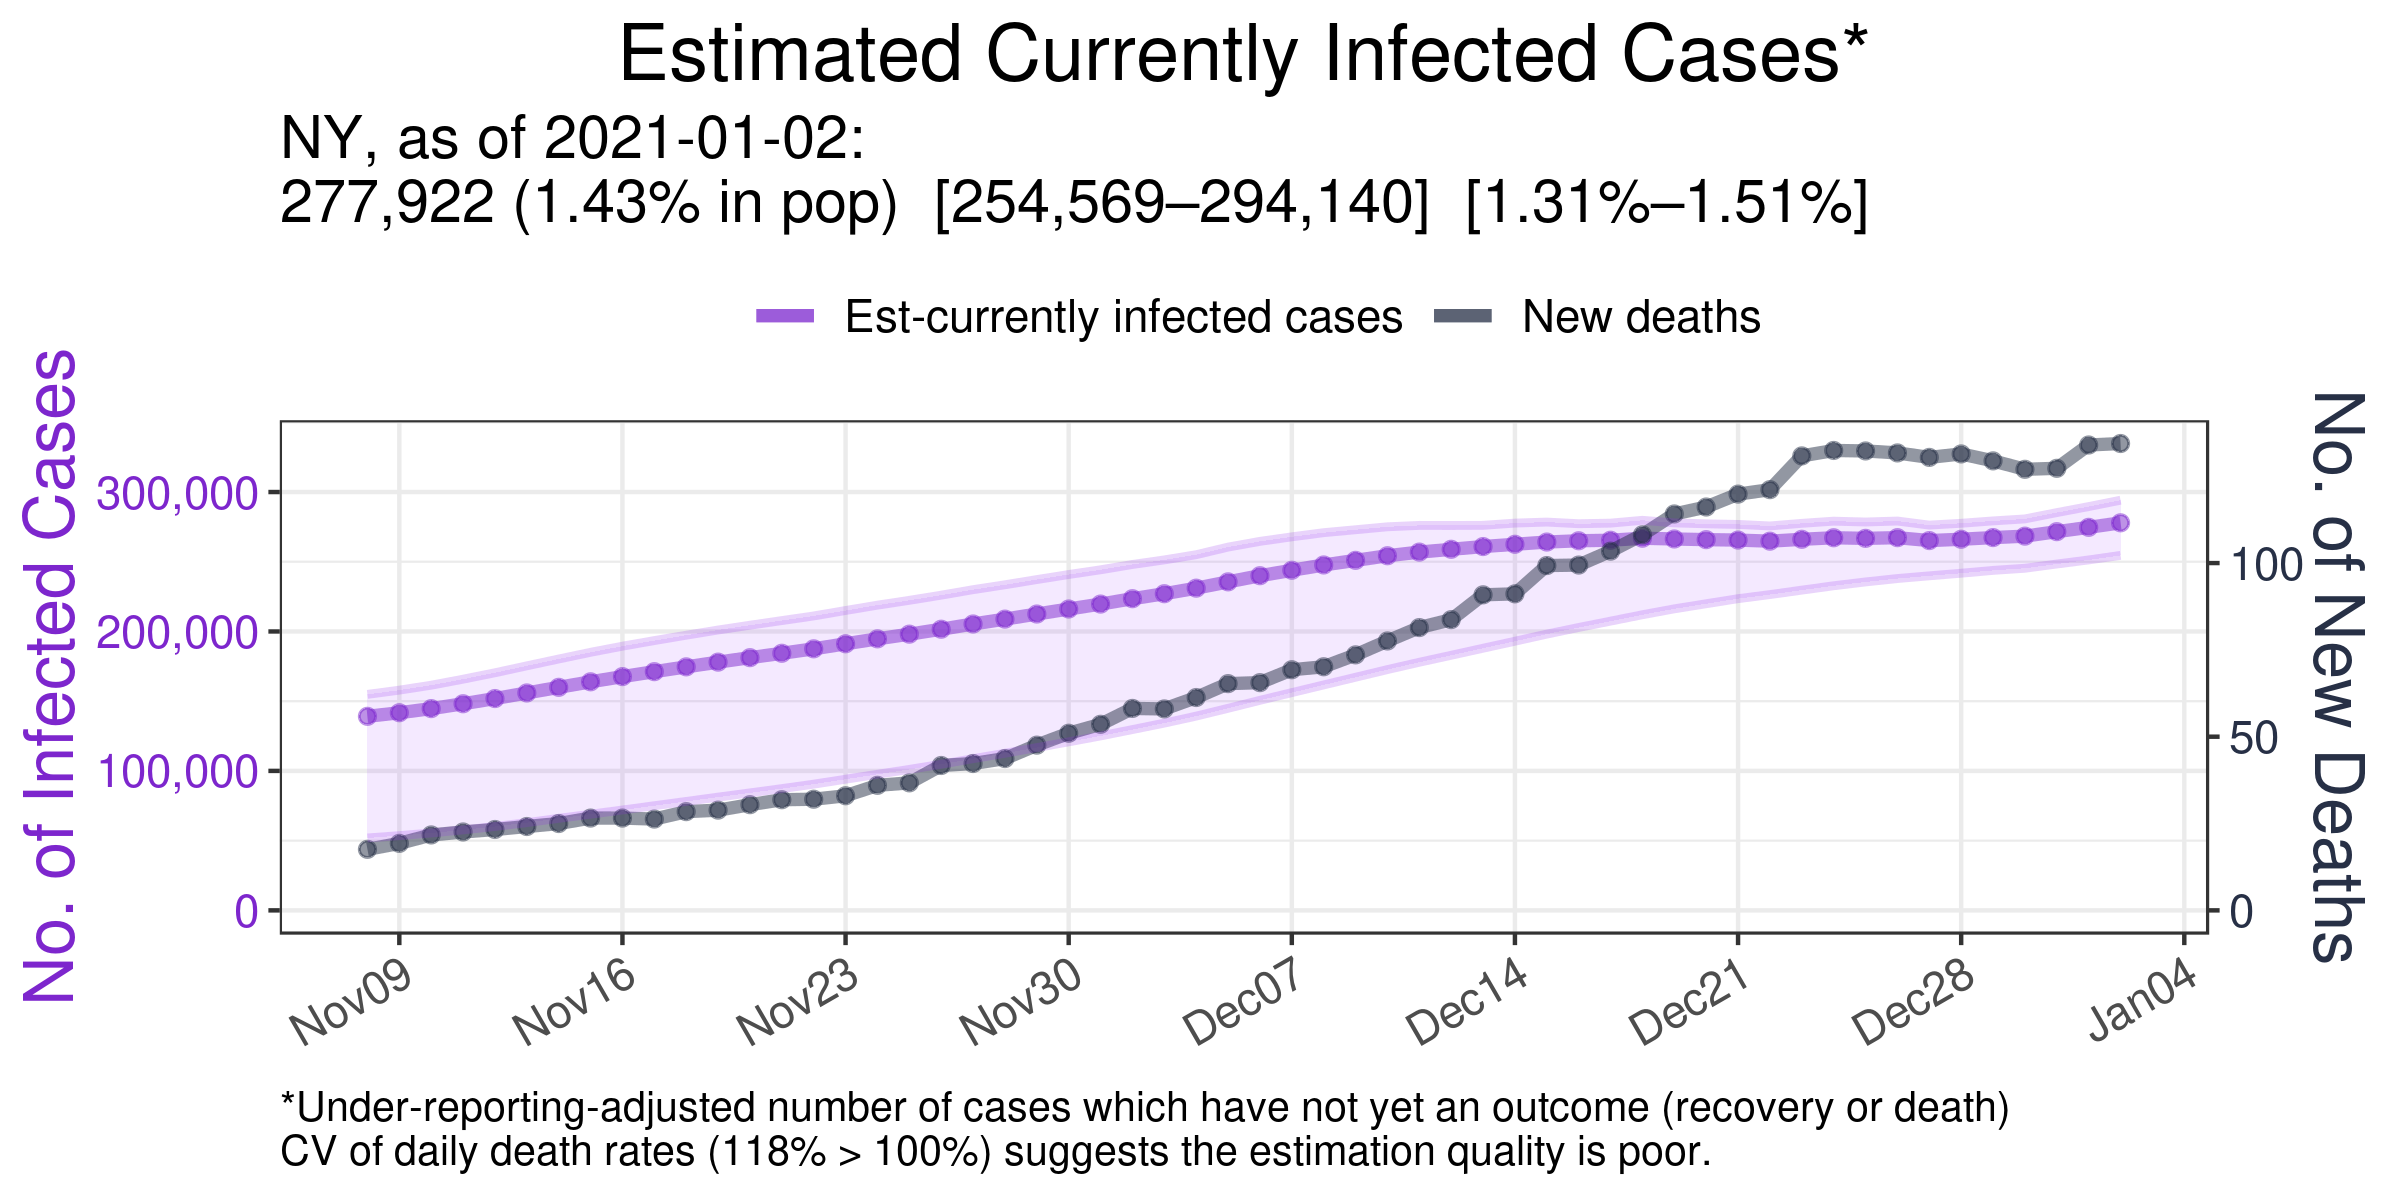 Estimated Currently Infected Cases*
NY, as of 2021-01-02:
277,922 (1.43% in pop)  [254,569–294,140]  [1.31%–1.51%]
Est-currently infected cases
New deaths
No. of Infected Cases
300,000
200,000
100,000
0
No. of New Deaths
100
50
0
Nov09
Nov16
Nov23
Nov30
Dec07
Dec14
Dec21
Dec28
Jan04
*Under-reporting-adjusted number of cases which have not yet an outcome (recovery or death)
CV of daily death rates (118% > 100%) suggests the estimation quality is poor.